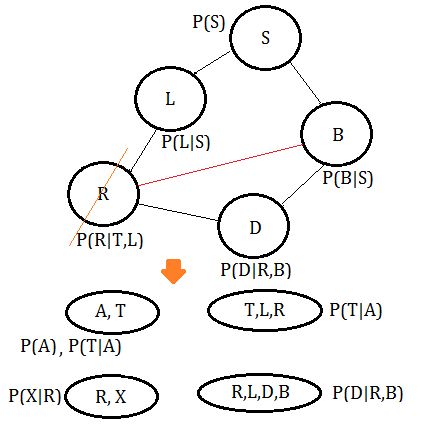 P(S)
S
L
P(L|S)
B
P(B|S)
R
P(R|T,L)
D
P(D|R,B)
A, T
P(A) , P(T|A)
T,L,R
P(T|A)
P(X|R)
R, X
R,L,D,B
P(D|R,B)